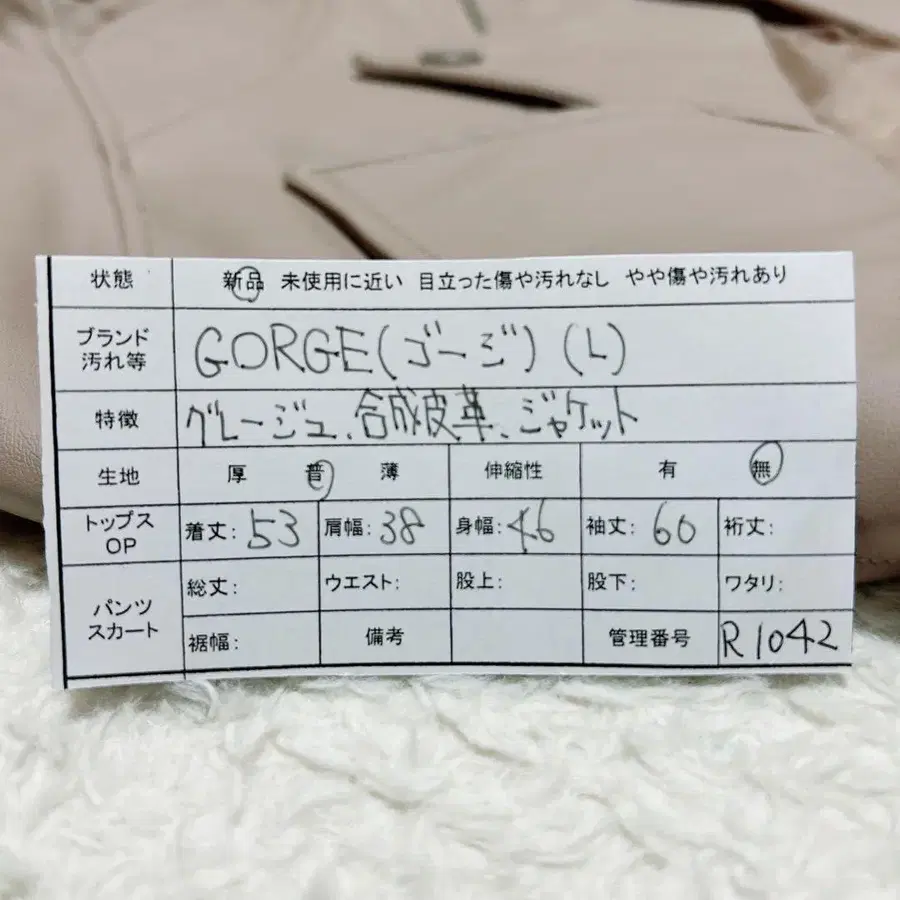 状態 新品 未使用に近い 目立った傷や汚れなし やや傷や汚れあり
ブランド
汚れ等 GORGE(ゴージ) (L)
特徴 グレージュ、合成皮革、ジャケット
生地 厚 普 薄 伸縮性 有 無
トップス
OP 着丈: 53 肩幅: 38 身幅: 46 袖丈: 60 裄丈:
パンツ
スカート 総丈: ウエスト: 股上: 股下: ワタリ:
裾幅: 備考 管理番号 R1042